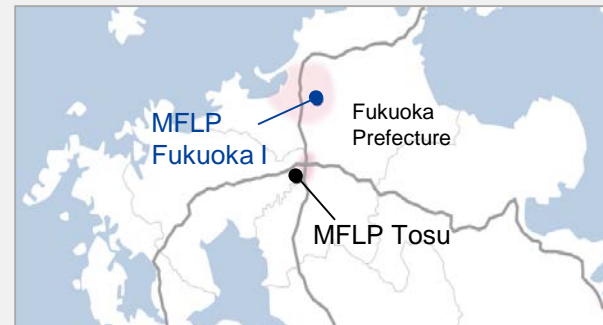 MFLP
Fukuoka I
Fukuoka
Prefecture
MFLP Tosu